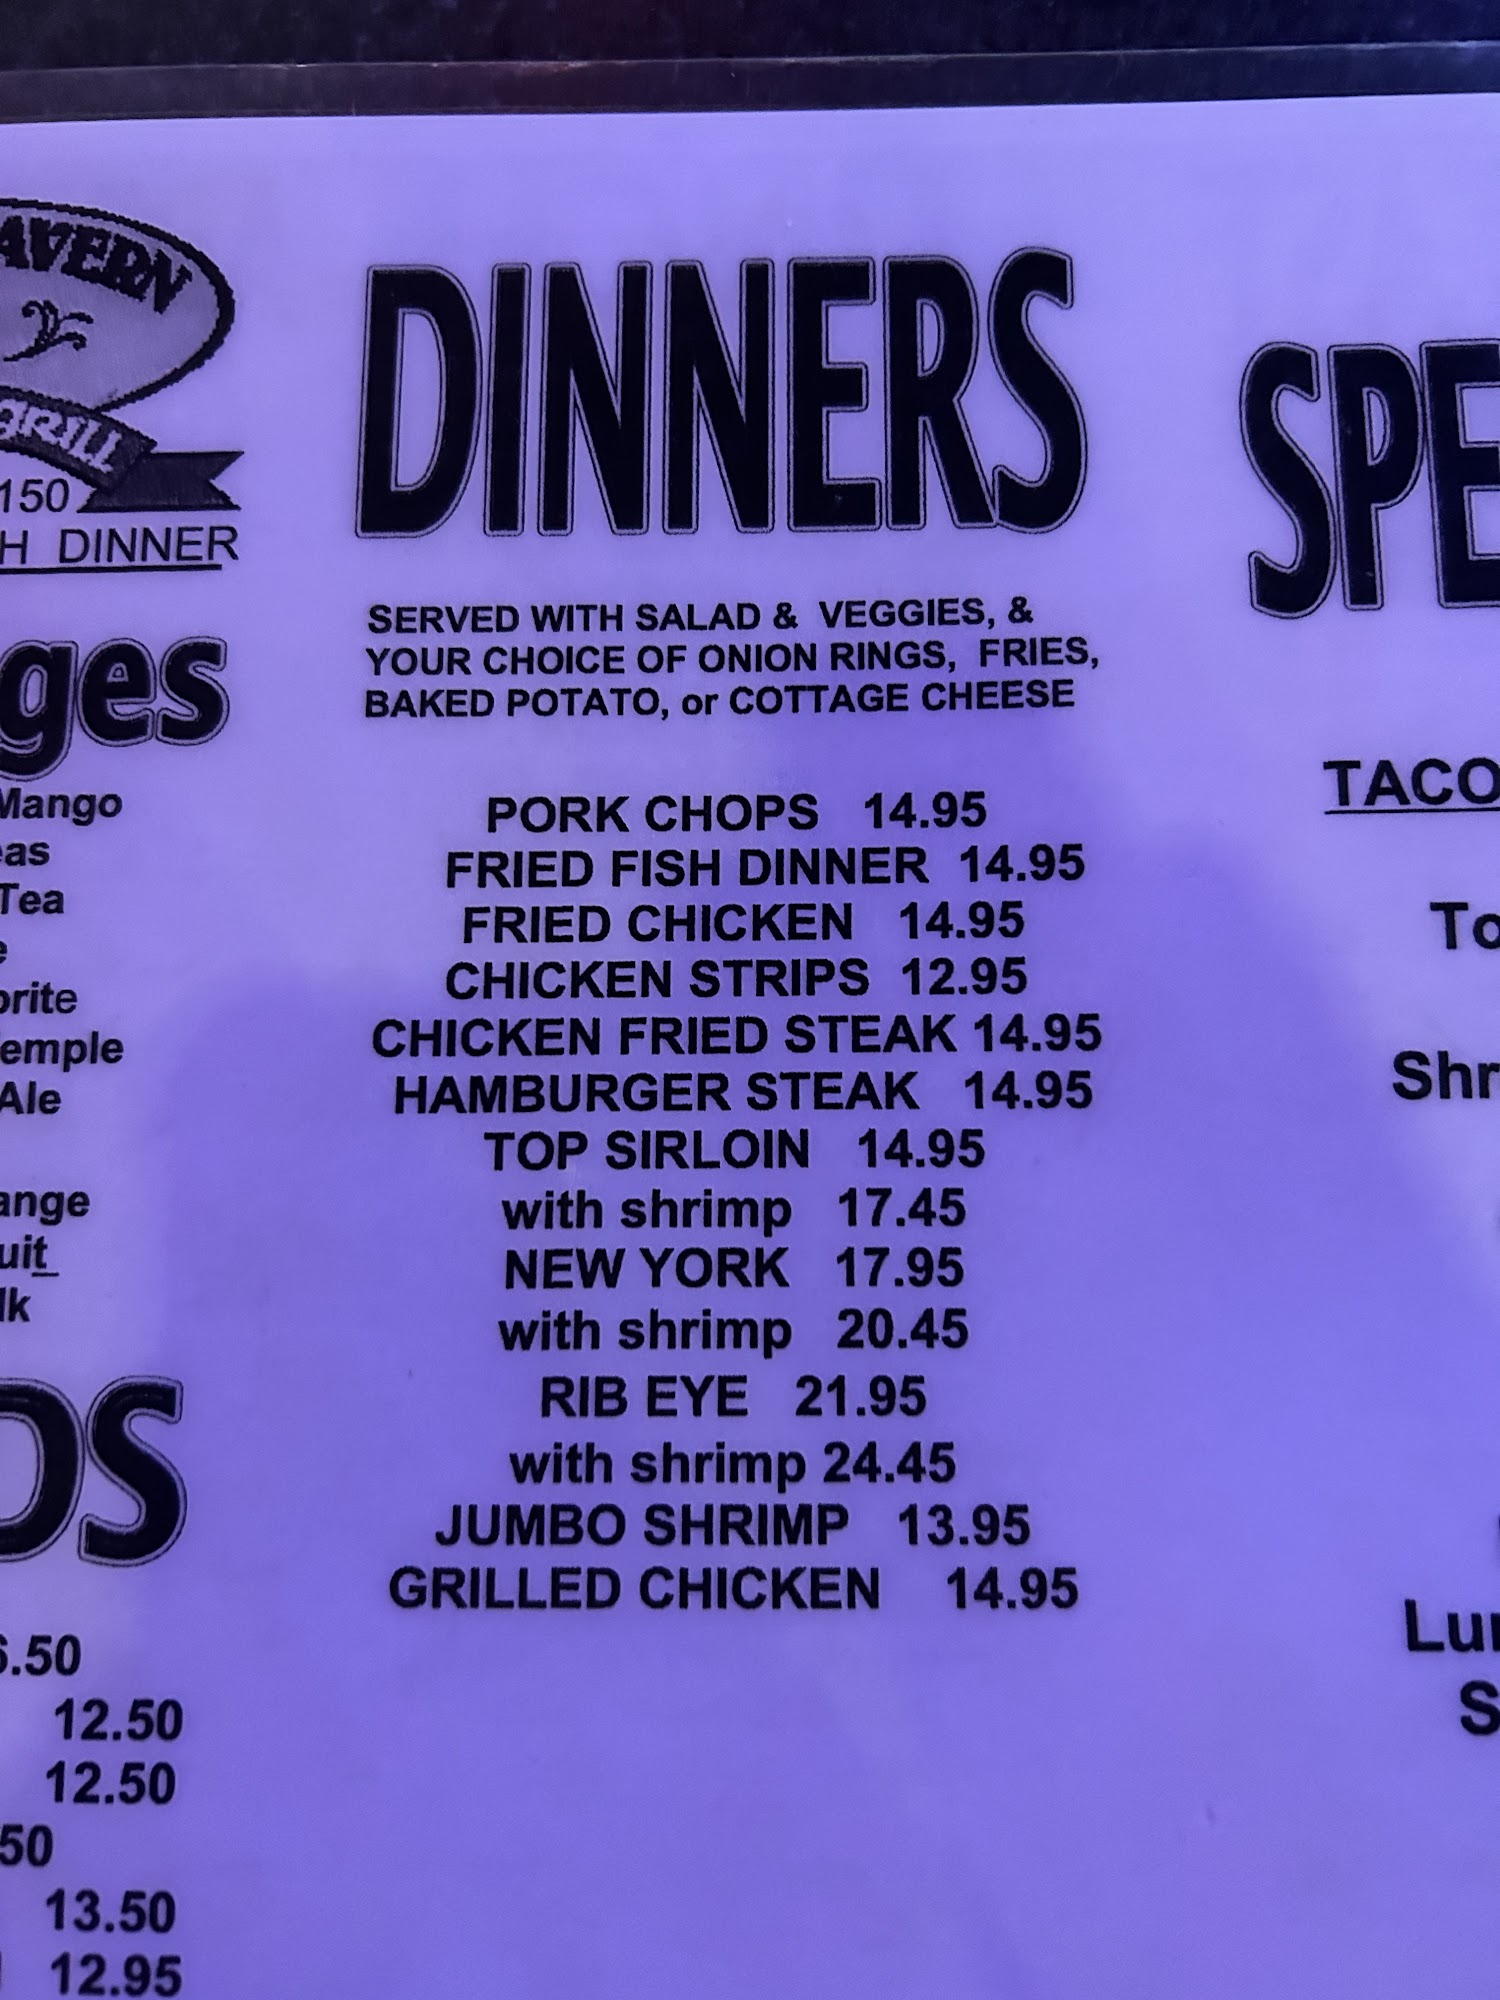 AVERN
GRILL
150
H DINNER
ges
Mango
eas
Tea
e
orite
emple
Ale
ange
uit
lk
DS
6.50
12.50
12.50
50
13.50
12.95
DINNERS
SERVED WITH SALAD & VEGGIES, &
YOUR CHOICE OF ONION RINGS, FRIES,
BAKED POTATO, or COTTAGE CHEESE
PORK CHOPS 14.95
FRIED FISH DINNER 14.95
FRIED CHICKEN 14.95
CHICKEN STRIPS 12.95
CHICKEN FRIED STEAK 14.95
HAMBURGER STEAK 14.95
TOP SIRLOIN 14.95
with shrimp 17.45
NEW YORK 17.95
with shrimp 20.45
RIB EYE 21.95
with shrimp 24.45
JUMBO SHRIMP 13.95
GRILLED CHICKEN 14.95
SPE
TACO
To
Shr
Lun
S